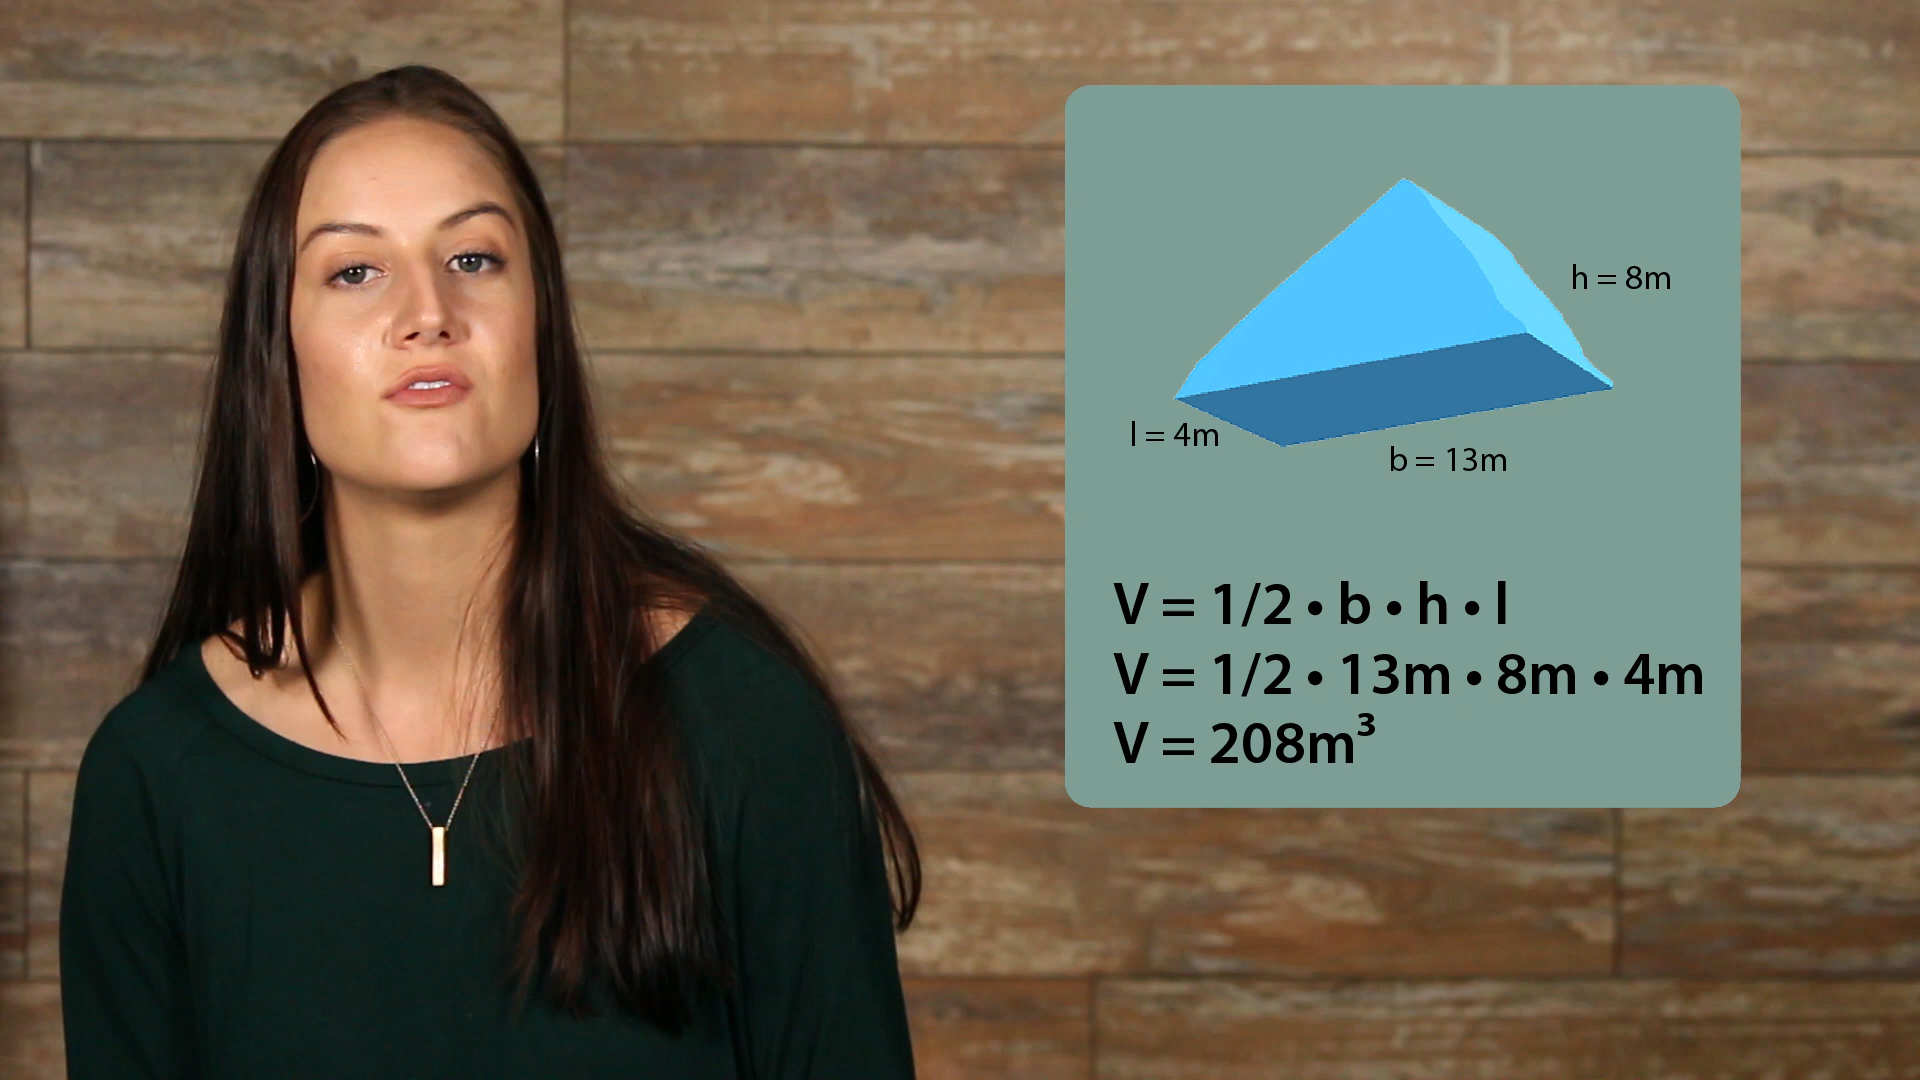 h = 8m
l = 4m
b = 13m
V = 1/2 • b • h • l
V = 1/2 • 13m • 8m • 4m
V = 208m³